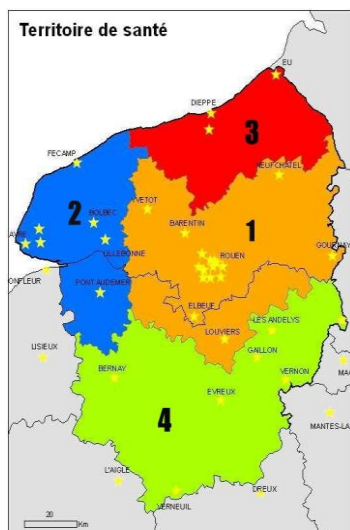 Territoire de santé
EU
DIEPPE
3
FECAMP
NEUFCHATEL
YVETOT
2
BOLBEC
1
BARENTIN
LILLEBONNE
ROUEN
GOURNAY
PONT AUDEMER
ELBEUF
LES ANDELYS
LOUVIERS
LISIEUX
GAILLON
BERNAY
VERNON
EVREUX
4
MANTES-LA
L'AIGLE
DREUX
VERNEUIL
20
Km